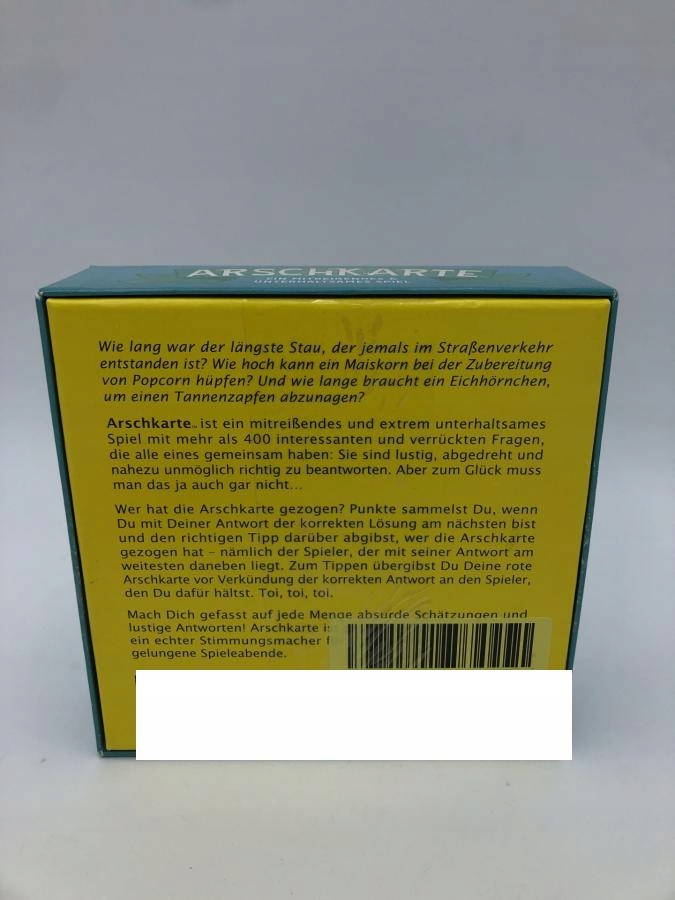 ARSCHKARTE
EIN MITREIßENDES &
UNTERHALTSAMES SPIEL
Wie lang war der längste Stau, der jemals im Straßenverkehr
entstanden ist? Wie hoch kann ein Maiskorn bei der Zubereitung
von Popcorn hüpfen? Und wie lange braucht ein Eichhörnchen,
um einen Tannenzapfen abzunagen?
Arschkarte™ ist ein mitreißendes und extrem unterhaltsames
Spiel mit mehr als 400 interessanten und verrückten Fragen,
die alle eines gemeinsam haben: Sie sind lustig, abgedreht und
nahezu unmöglich richtig zu beantworten. Aber zum Glück muss
man das ja auch gar nicht...
Wer hat die Arschkarte gezogen? Punkte sammelst Du, wenn
Du mit Deiner Antwort der korrekten Lösung am nächsten bist
und den richtigen Tipp darüber abgibst, wer die Arschkarte
gezogen hat – nämlich der Spieler, der mit seiner Antwort am
weitesten daneben liegt. Zum Tippen übergibst Du Deine rote
Arschkarte vor Verkündung der korrekten Antwort an den Spieler,
den Du dafür hältst. Toi, toi, toi.
Mach Dich gefasst auf jede Menge absurde Schätzungen und
lustige Antworten! Arschkarte
ein echter Stimmungsmacher
gelungene Spieleabende.